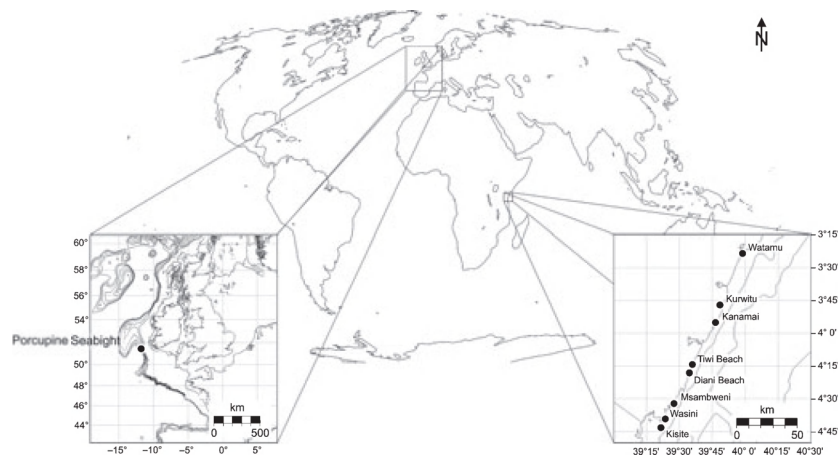 N
60°
58°
56°
54°
Porcupine Seabight
50°
48°
46°
44°
km
0 500
−15° −10° −5° 0° 5°
3°15'
Watamu
3°30'
Kurwitu
3°45'
Kanamai
4° 0'
Tiwi Beach
4°15'
Diani Beach
Msambweni
4°30'
Wasini
km
Kisite
0 50
4°45'
39°15' 39°30' 39°45' 40° 0' 40°15' 40°30'